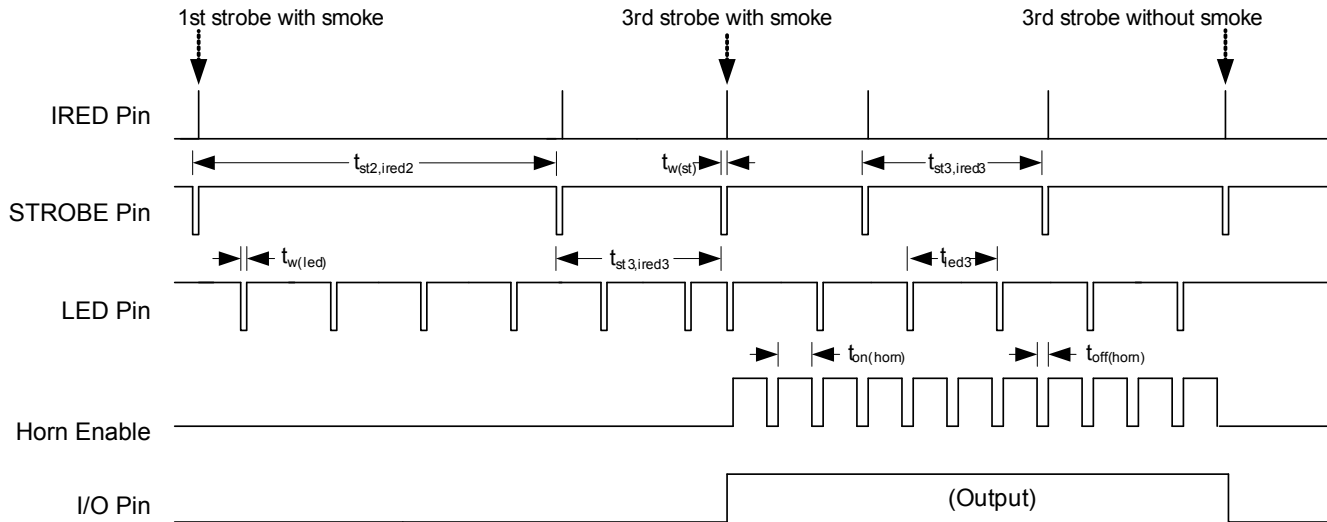 1st strobe with smoke
3rd strobe with smoke
3rd strobe without smoke
IRED Pin
tst2,ired2
tw(st)
tst3,ired3
STROBE Pin
tw(led)
tst3,ired3
tled3
LED Pin
ton(horn)
toff(horn)
Horn Enable
(Output)
I/O Pin